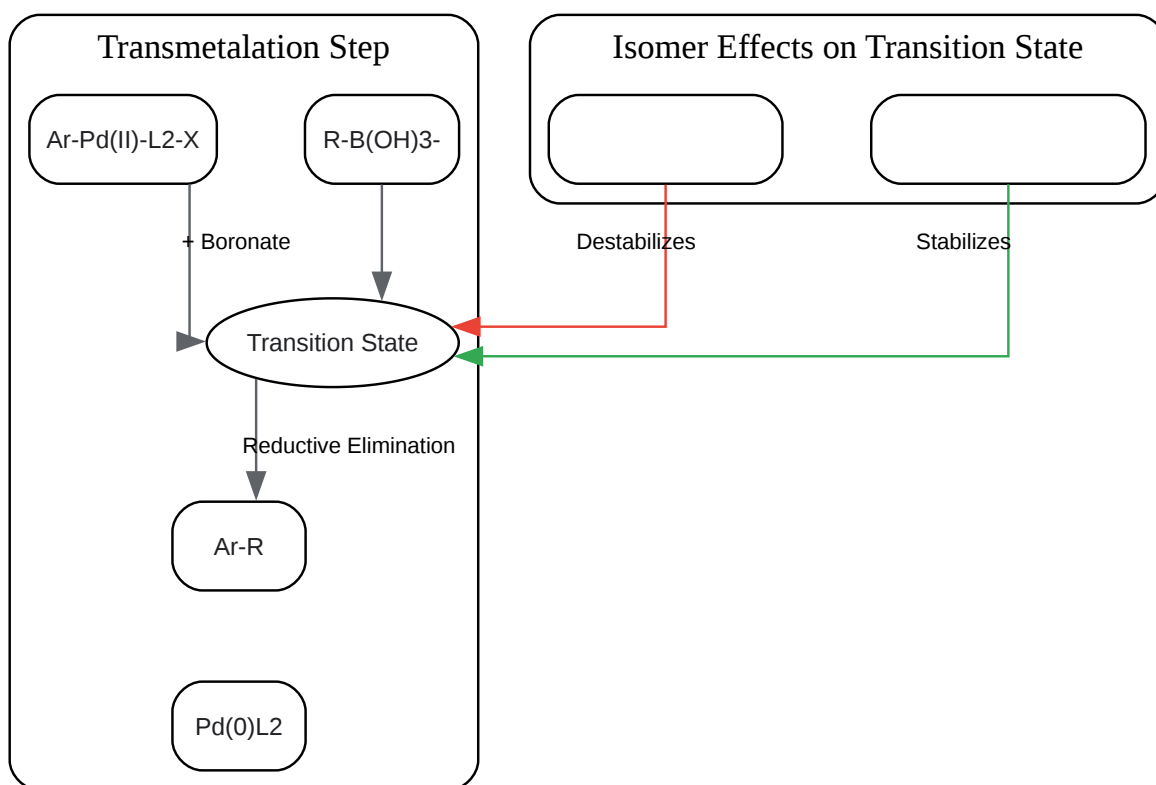 Transmetalation Step
Isomer Effects on Transition State
Ar-Pd(II)-L2-X
R-B(OH)3-
+ Boronate
Destabilizes
Stabilizes
Transition State
Reductive Elimination
Ar-R
Pd(0)L2